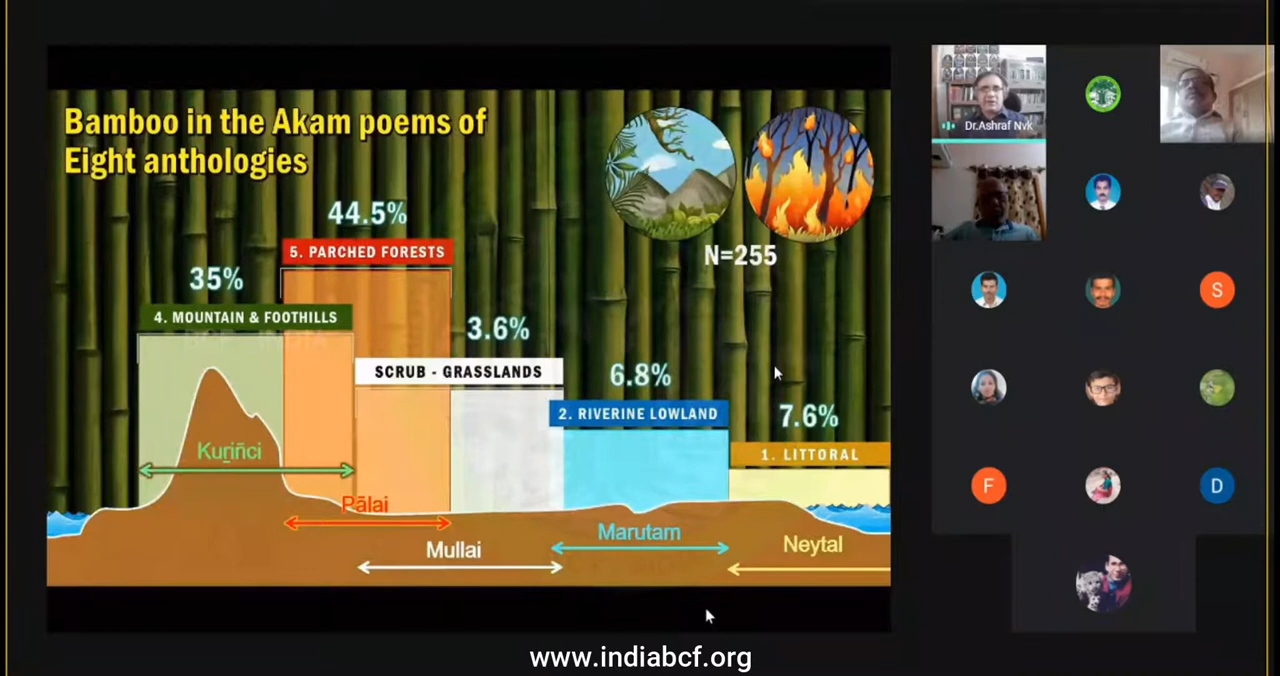 Bamboo in the Akam poems of
Eight anthologies
N=255
44.5%
5. PARCHED FORESTS
35%
4. MOUNTAIN & FOOTHILLS
3.6%
SCRUB - GRASSLANDS
6.8%
2. RIVERINE LOWLAND
7.6%
1. LITTORAL
Kuṟiñci
Pālai
Mullai
Marutam
Neytal
Dr.Ashraf Nvk
S
F
D
www.indiabcf.org